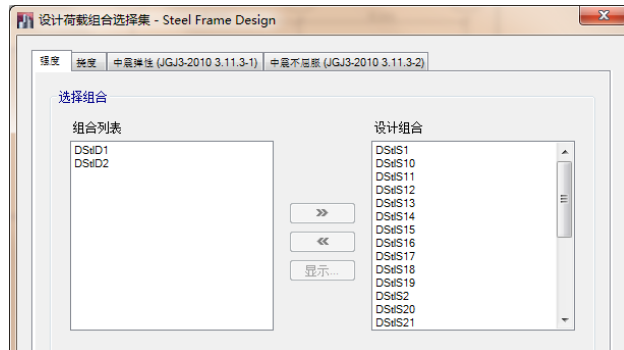 设计荷载组合选择集 - Steel Frame Design
强度 挠度 中震弹性 (JGJ3-2010 3.11.3-1) 中震不屈服 (JGJ3-2010 3.11.3-2)
选择组合
组合列表
DStlD1
DStlD2
>>
<<
显示...
设计组合
DStlS1
DStlS10
DStlS11
DStlS12
DStlS13
DStlS14
DStlS15
DStlS16
DStlS17
DStlS18
DStlS19
DStlS2
DStlS20
DStlS21